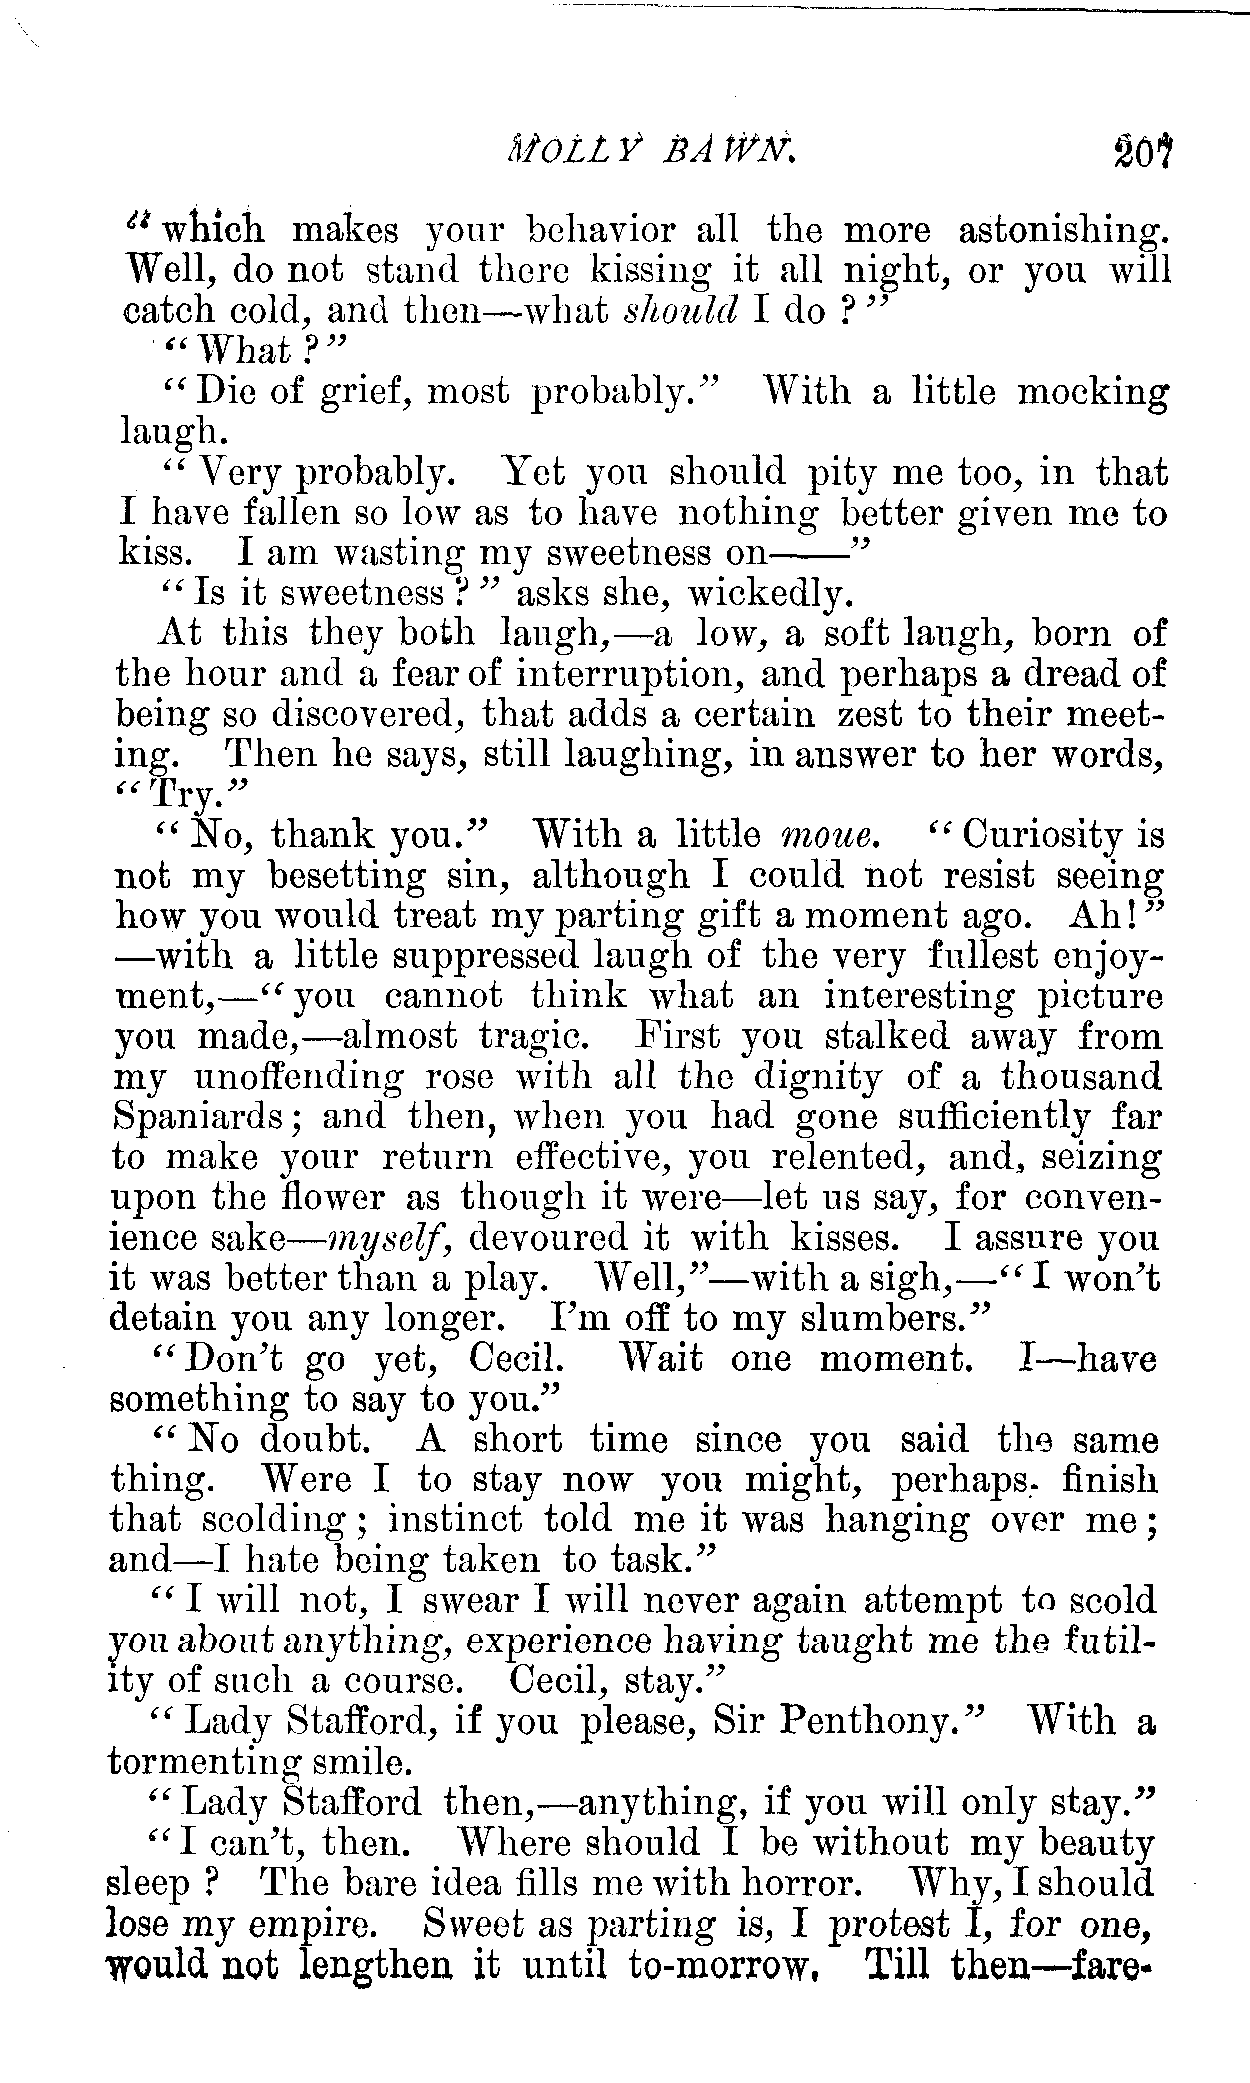 MOLLY BAWN. 207
"which makes your behavior all the more astonishing.
Well, do not stand there kissing it all night, or you will
catch cold, and then—what should I do?"
"What?"
"Die of grief, most probably." With a little mocking
laugh.
"Very probably. Yet you should pity me too, in that
I have fallen so low as to have nothing better given me to
kiss. I am wasting my sweetness on——"
"Is it sweetness?" asks she, wickedly.
At this they both laugh,—a low, a soft laugh, born of
the hour and a fear of interruption, and perhaps a dread of
being so discovered, that adds a certain zest to their meet-
ing. Then he says, still laughing, in answer to her words,
"Try."
"No, thank you." With a little moue. "Curiosity is
not my besetting sin, although I could not resist seeing
how you would treat my parting gift a moment ago. Ah!"
—with a little suppressed laugh of the very fullest enjoy-
ment,—"you cannot think what an interesting picture
you made,—almost tragic. First you stalked away from
my unoffending rose with all the dignity of a thousand
Spaniards; and then, when you had gone sufficiently far
to make your return effective, you relented, and, seizing
upon the flower as though it were—let us say, for conven-
ience sake—myself, devoured it with kisses. I assure you
it was better than a play. Well,"—with a sigh,—"I won't
detain you any longer. I'm off to my slumbers."
"Don't go yet, Cecil. Wait one moment. I—have
something to say to you."
"No doubt. A short time since you said the same
thing. Were I to stay now you might, perhaps, finish
that scolding; instinct told me it was hanging over me;
and—I hate being taken to task."
"I will not, I swear I will never again attempt to scold
you about anything, experience having taught me the futil-
ity of such a course. Cecil, stay."
"Lady Stafford, if you please, Sir Penthony." With a
tormenting smile.
"Lady Stafford then,—anything, if you will only stay."
"I can't, then. Where should I be without my beauty
sleep? The bare idea fills me with horror. Why, I should
lose my empire. Sweet as parting is, I protest I, for one,
would not lengthen it until to-morrow. Till then—fare-